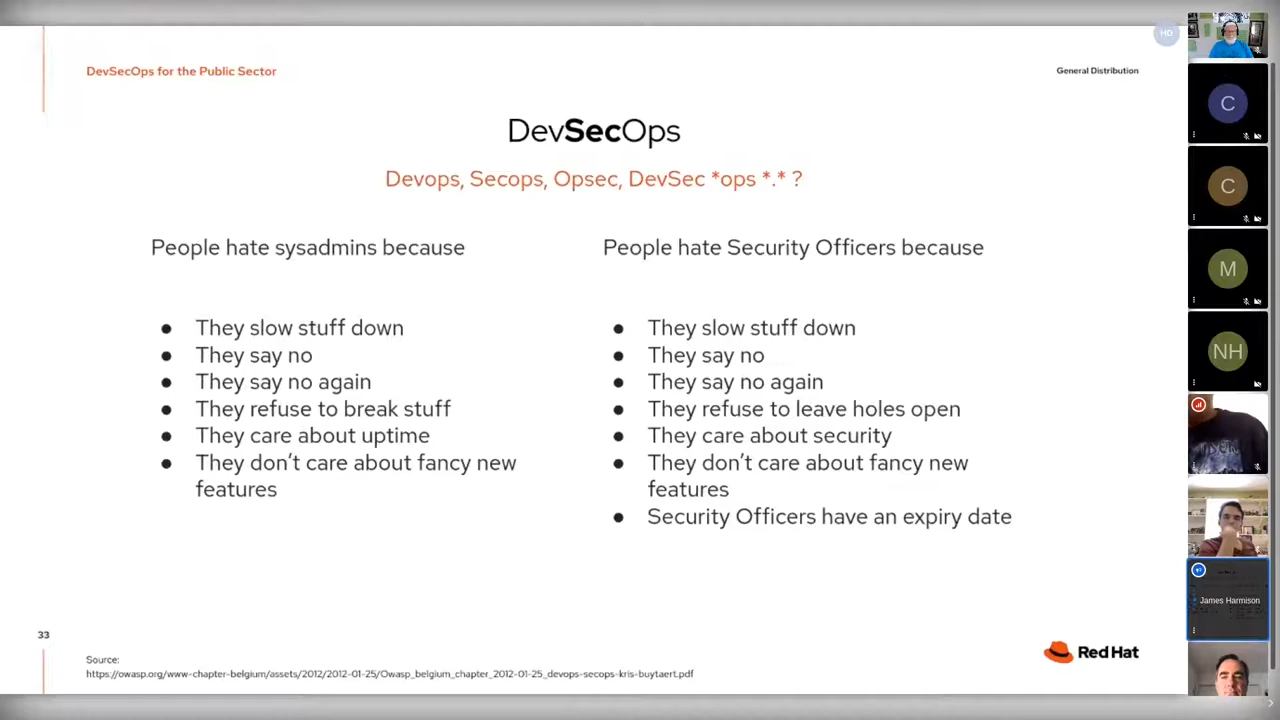 DevSecOps for the Public Sector
General Distribution
HD
DevSecOps
Devops, Secops, Opsec, DevSec *ops *.* ?
People hate sysadmins because
They slow stuff down
They say no
They say no again
They refuse to break stuff
They care about uptime
They don't care about fancy new
features
People hate Security Officers because
They slow stuff down
They say no
They say no again
They refuse to leave holes open
They care about security
They don't care about fancy new
features
Security Officers have an expiry date
33
Source:
https://owasp.org/www-chapter-belgium/assets/2012/2012-01-25/Owasp_belgium_chapter_2012-01-25_devops-secops-kris-buytaert.pdf
Red Hat
C
C
M
NH
James Harmison